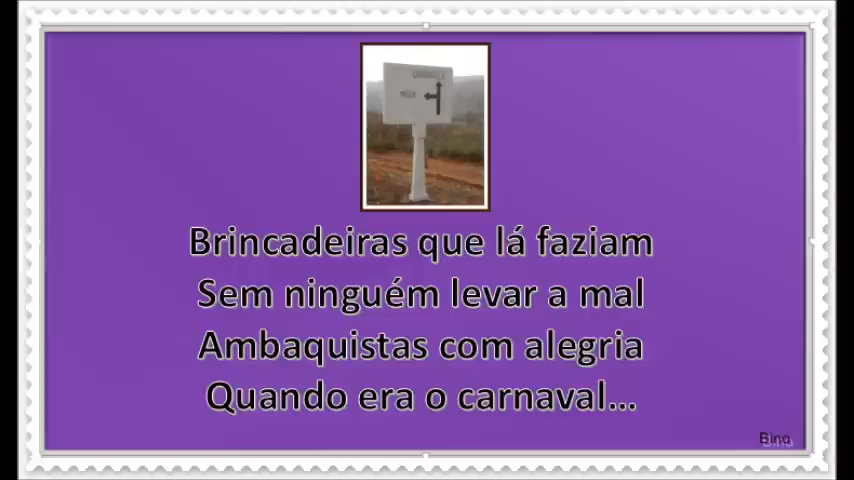 Brincadeiras que lá faziam
Sem ninguém levar a mal
Ambaquistas com alegria
Quando era o carnaval...
Bino